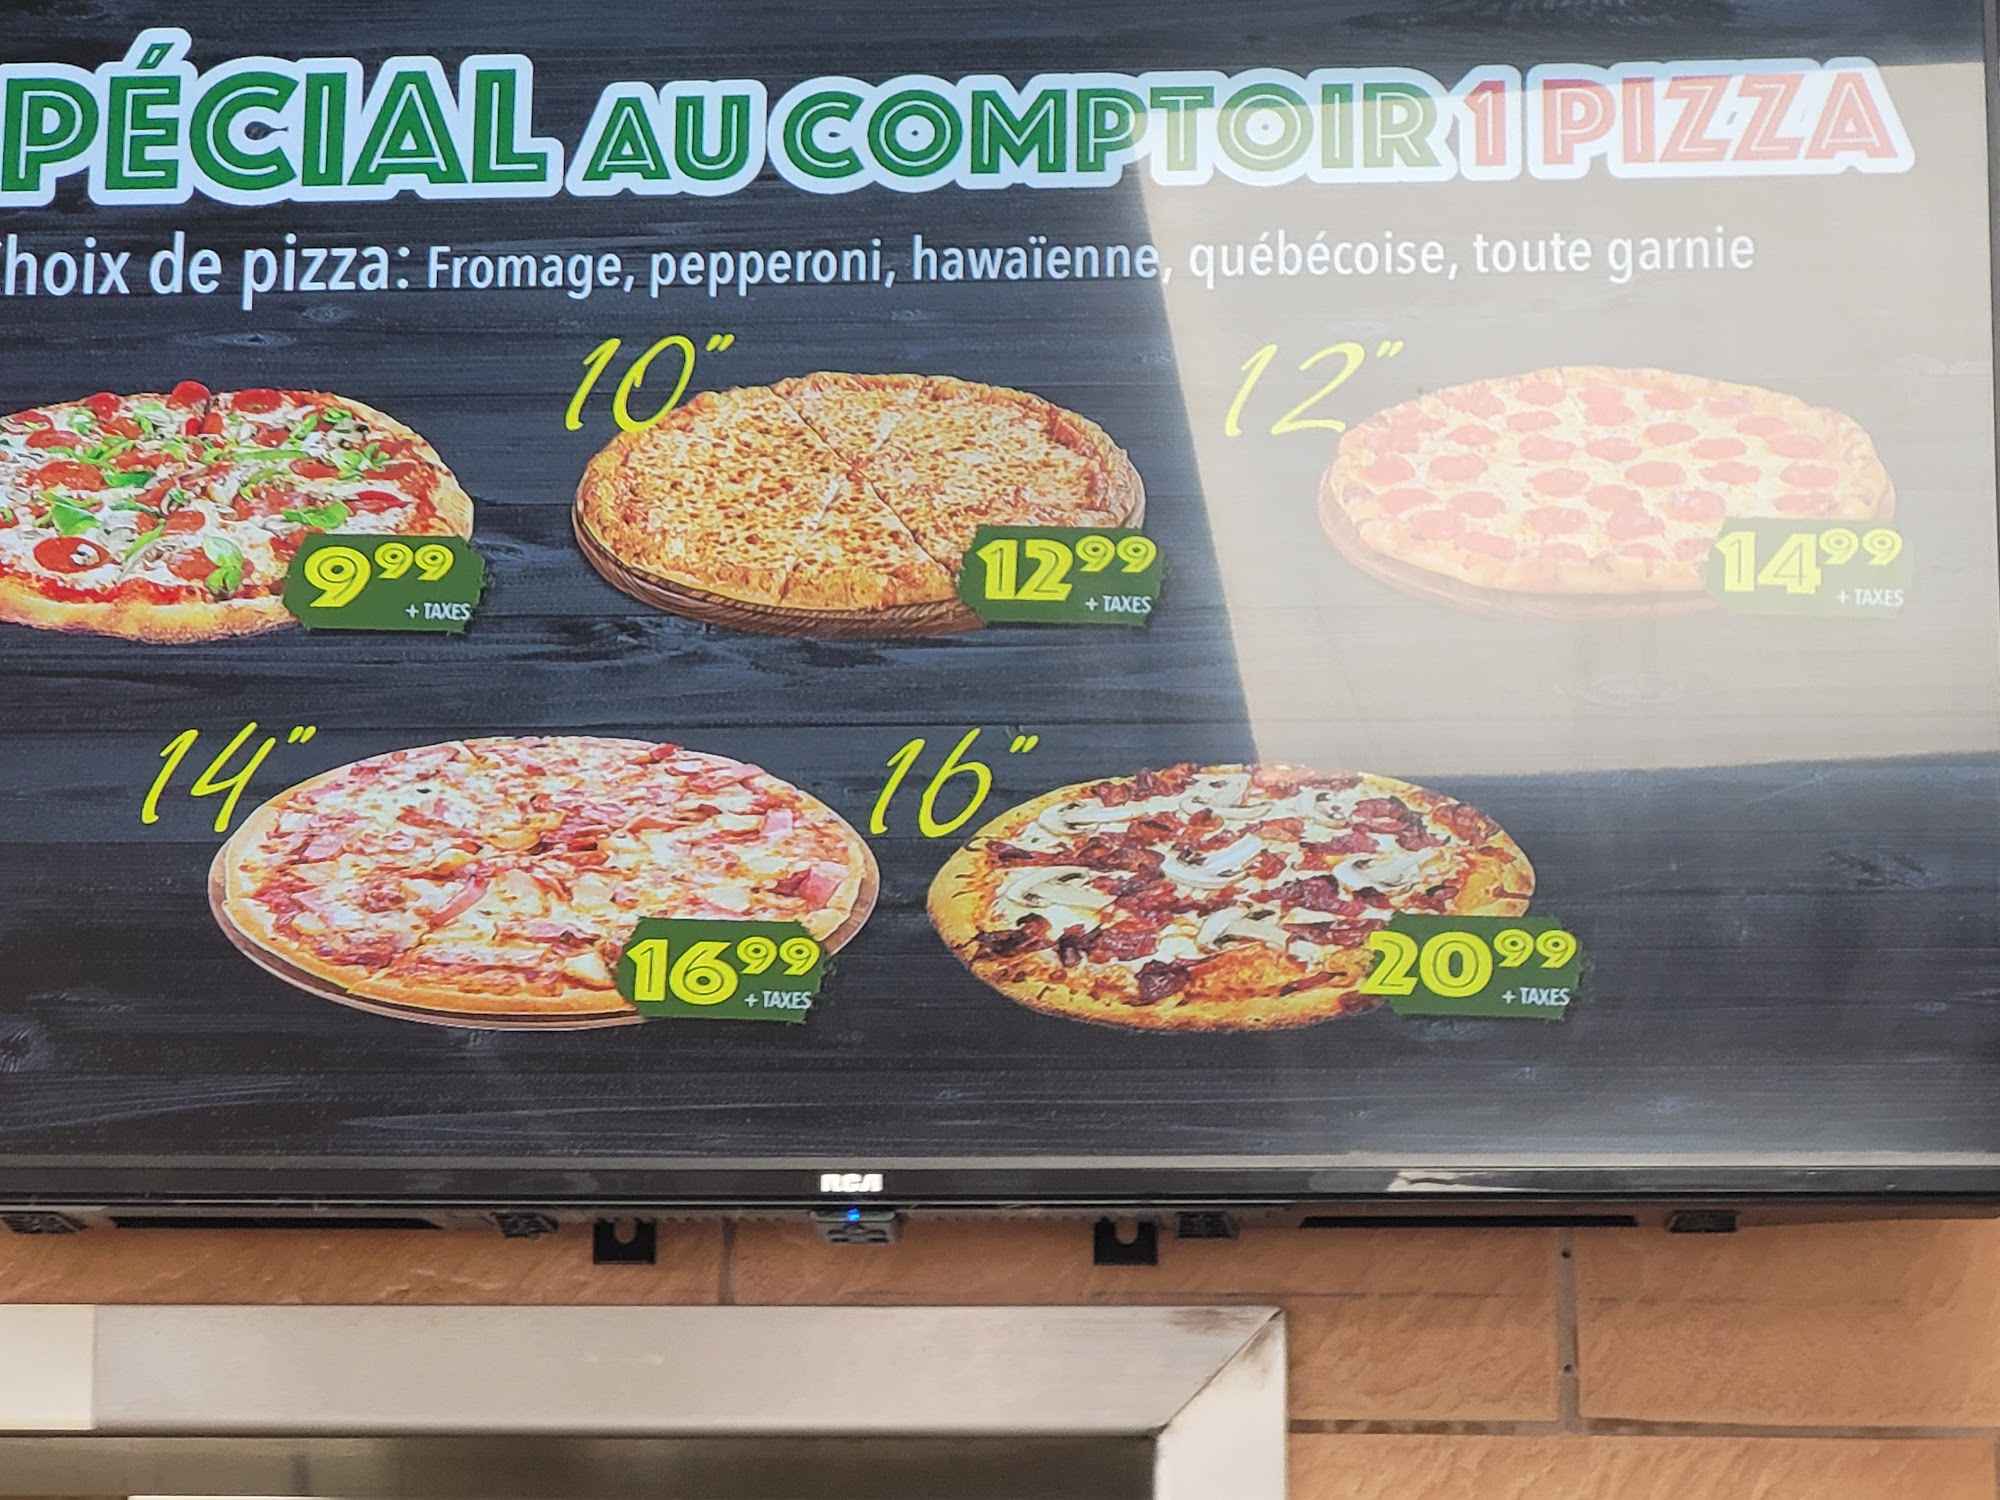 PÉCIAL AU COMPTOIR 1 PIZZA
hoix de pizza: Fromage, pepperoni, hawaïenne, québécoise, toute garnie
10" 12"
9.99 12.99 14.99
+ TAXES + TAXES + TAXES
14" 16"
16.99 20.99
+ TAXES + TAXES
RCA